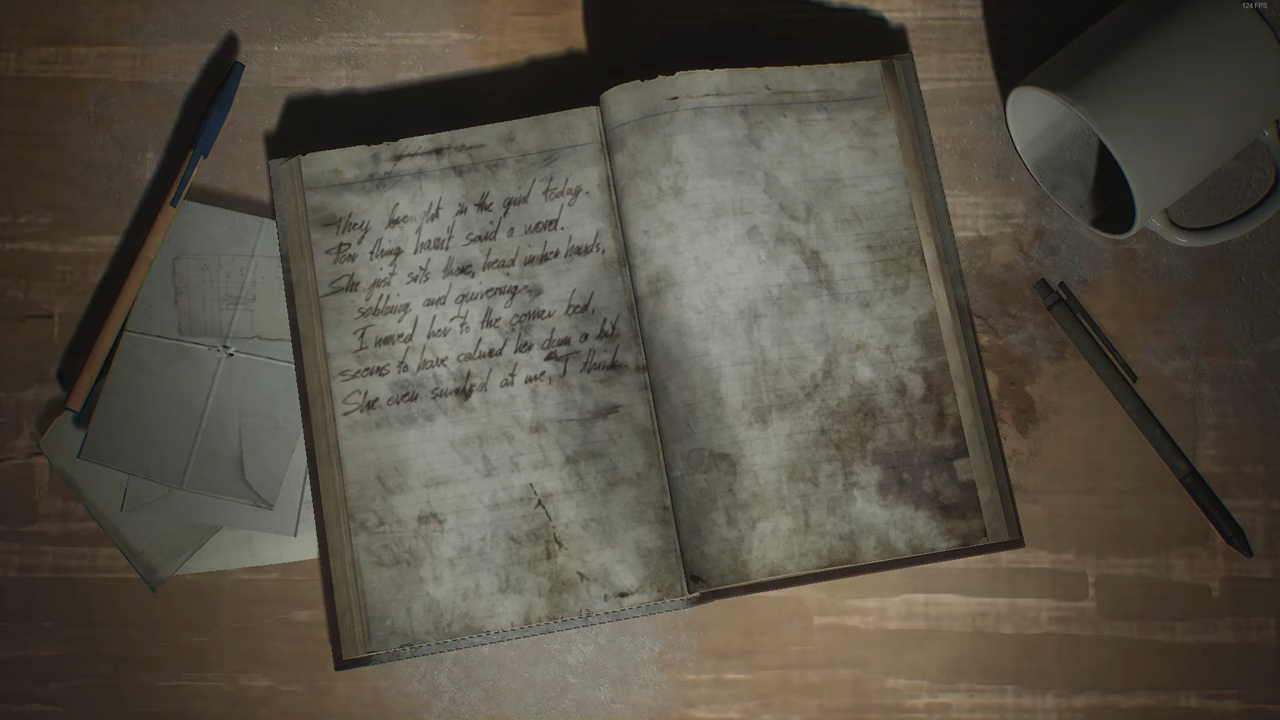 124 FPS
They brought in the girl today.
Poor thing hasn't said a word.
She just sits there, head in her hands,
sobbing and quivering.
I moved her to the corner bed,
seems to have calmed her down a bit.
She even smiled at me, I think.